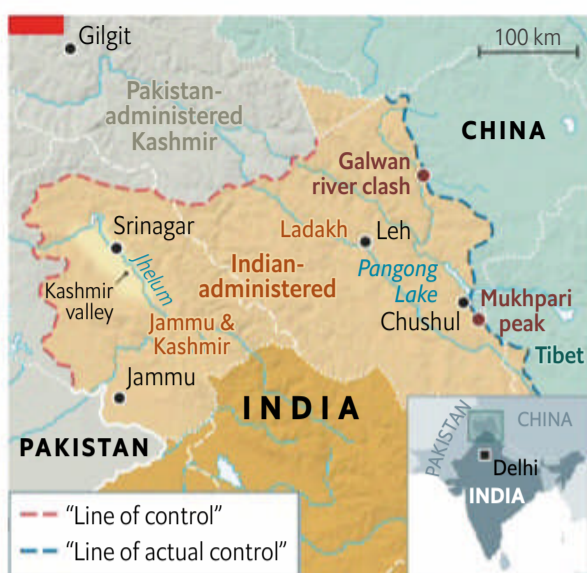 Gilgit
100 km
Pakistan-
administered
Kashmir
CHINA
Galwan
river clash
Srinagar
Ladakh
Leh
Jhelum
Indian-
administered
Pangong
Lake
Kashmir
valley
Mukhpari
peak
Chushul
Jammu &
Kashmir
Tibet
Jammu
INDIA
PAKISTAN
PAKISTAN
CHINA
Delhi
INDIA
“Line of control”
“Line of actual control”